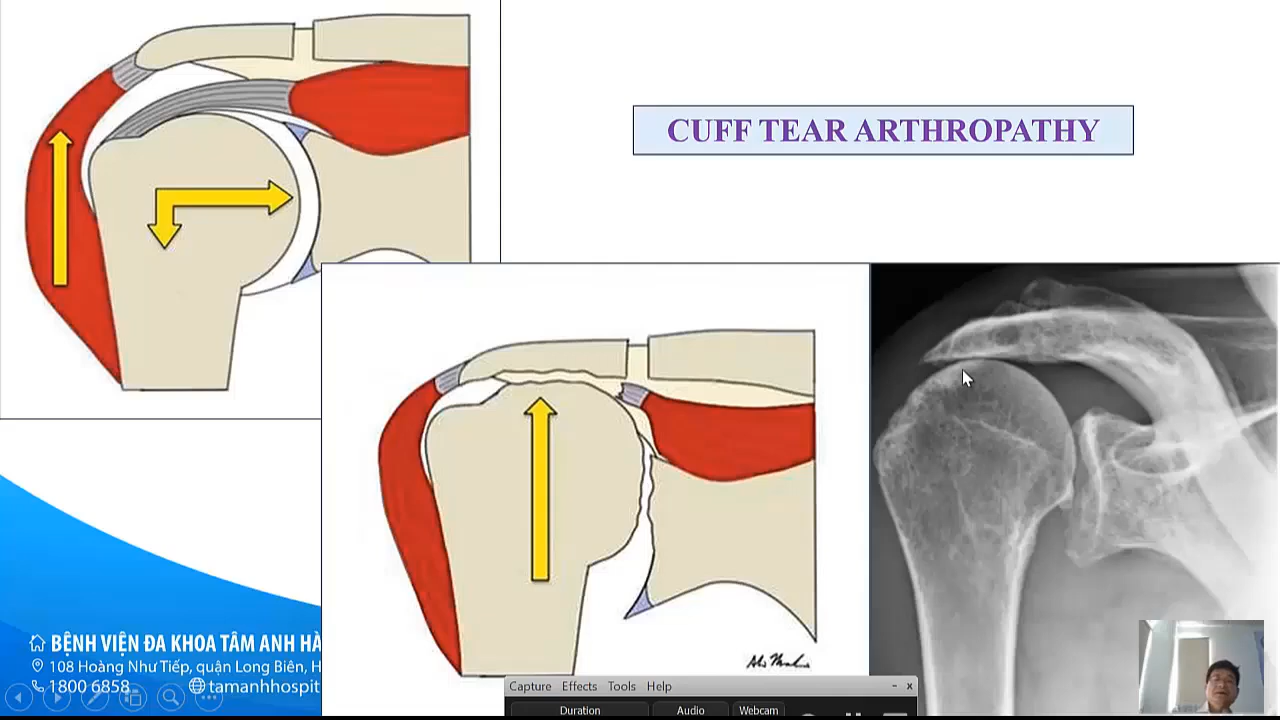 CUFF TEAR ARTHROPATHY
BỆNH VIỆN ĐA KHOA TÂM ANH HÀ
108 Hoàng Như Tiếp, quận Long Biên, H
1800 6858
tamanhhospit
Capture Effects Tools Help
Duration Audio Webcam